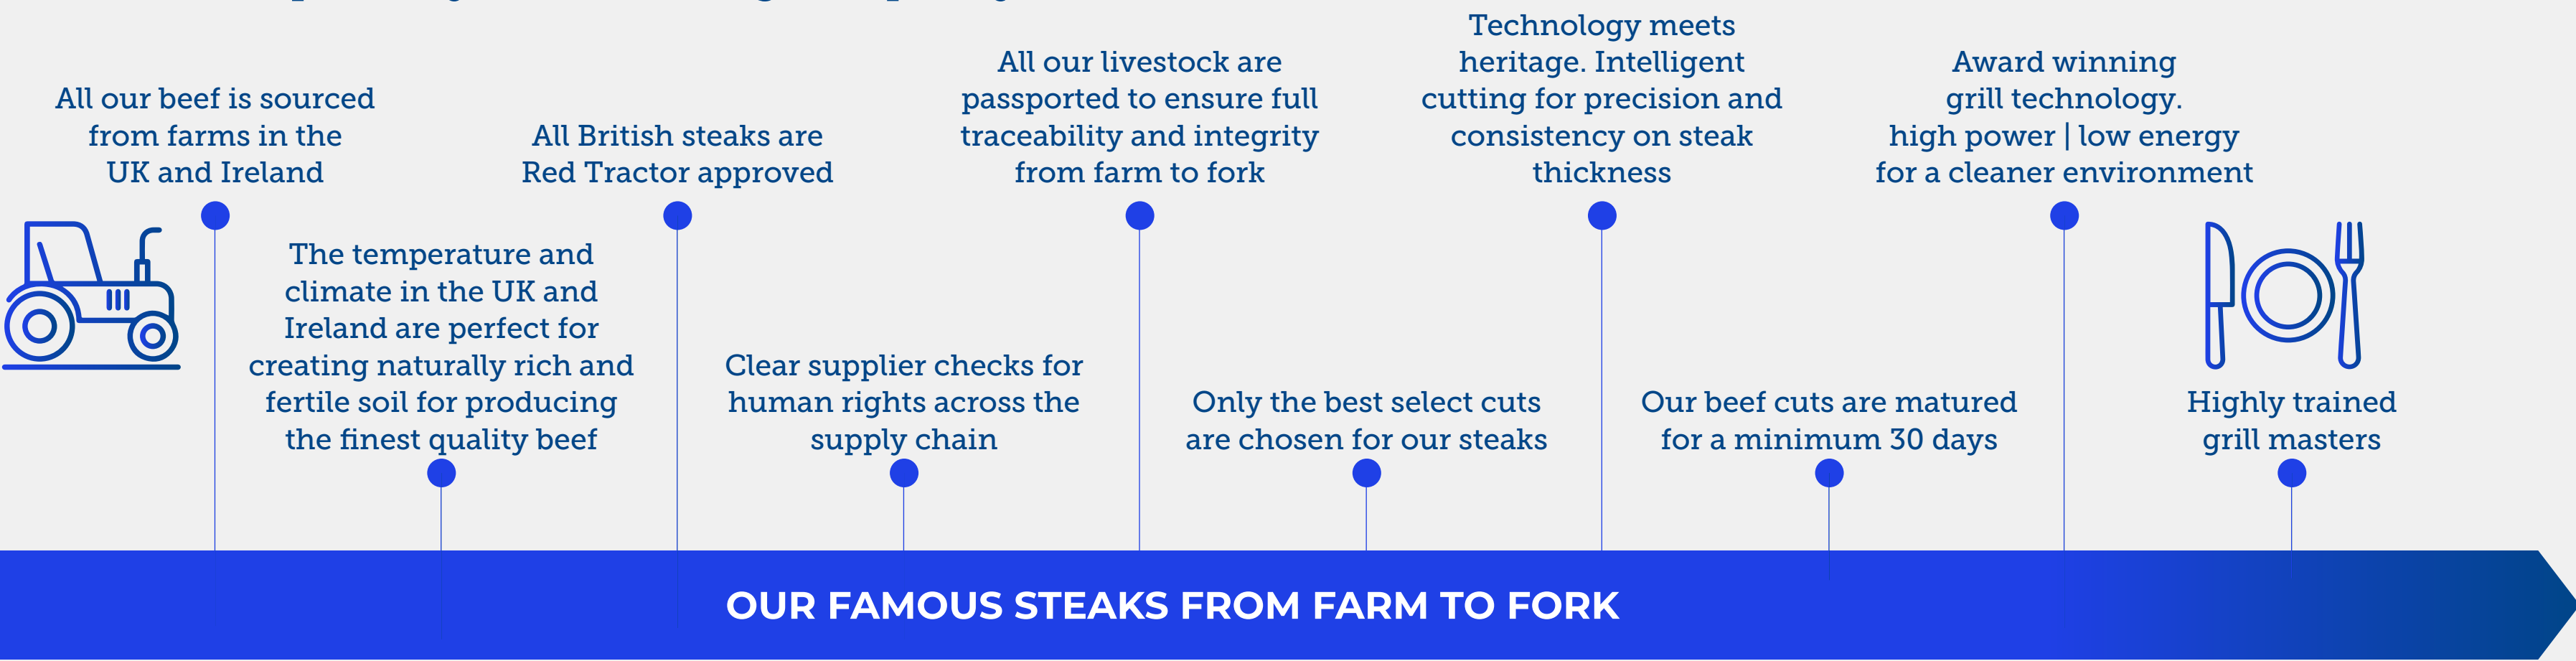 All our beef is sourced
from farms in the
UK and Ireland
The temperature and
climate in the UK and
Ireland are perfect for
creating naturally rich and
fertile soil for producing
the finest quality beef
All British steaks are
Red Tractor approved
Clear supplier checks for
human rights across the
supply chain
All our livestock are
passported to ensure full
traceability and integrity
from farm to fork
Only the best select cuts
are chosen for our steaks
Technology meets
heritage. Intelligent
cutting for precision and
consistency on steak
thickness
Our beef cuts are matured
for a minimum 30 days
Award winning
grill technology.
high power | low energy
for a cleaner environment
Highly trained
grill masters
OUR FAMOUS STEAKS FROM FARM TO FORK